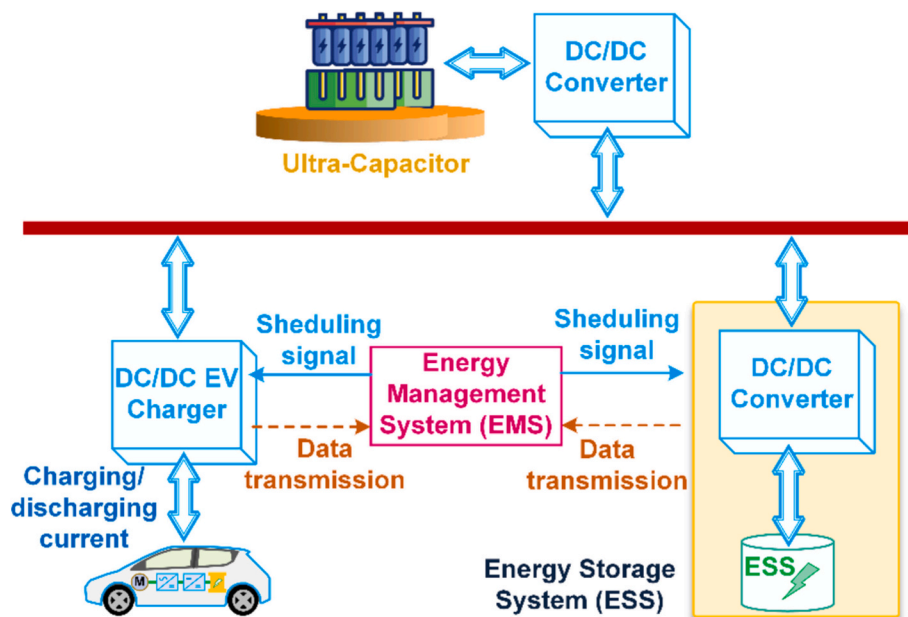 DC/DC
Converter
Ultra-Capacitor
Sheduling
signal
Sheduling
signal
DC/DC EV
Charger
Energy
Management
System (EMS)
DC/DC
Converter
Data
transmission
Data
transmission
Charging/
discharging
current
M
Energy Storage
System (ESS)
ESS